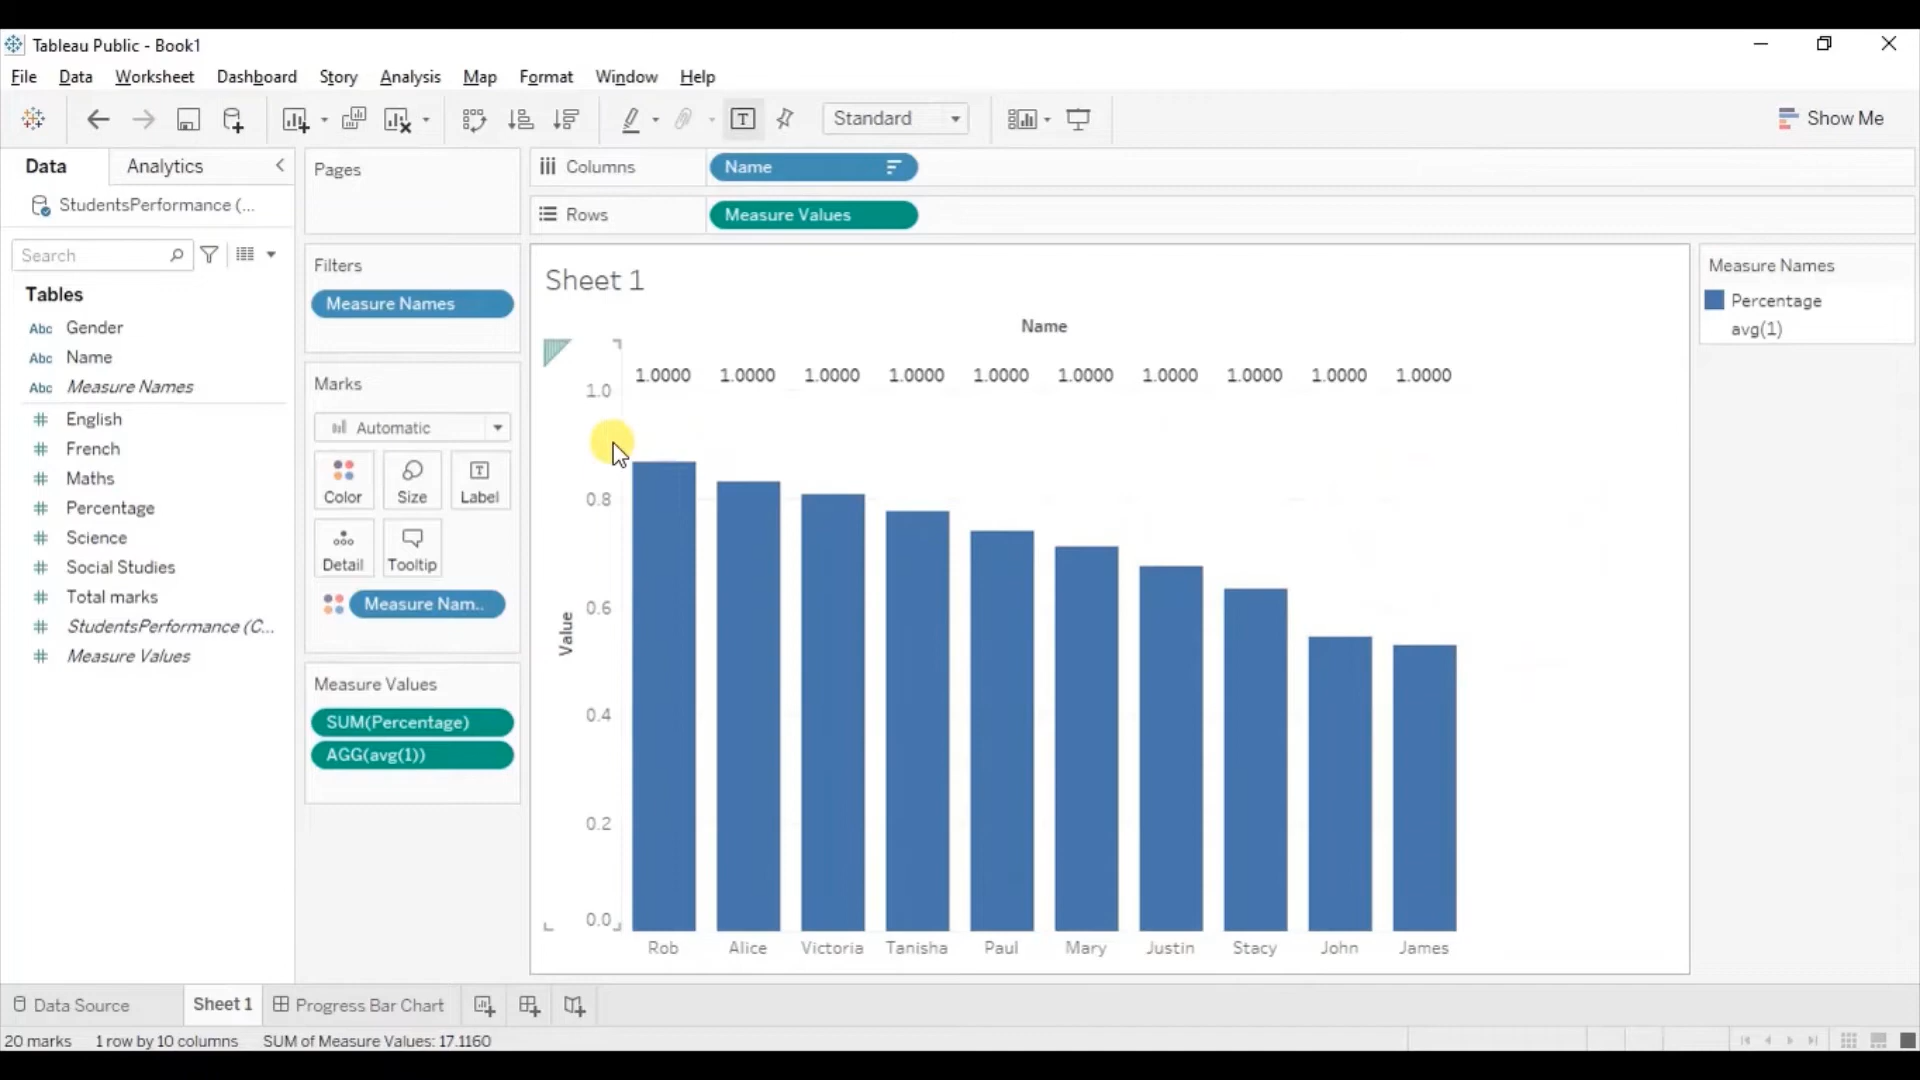 Tableau Public - Book1
File Data Worksheet Dashboard Story Analysis Map Format Window Help
Standard
Show Me
Data Analytics
StudentsPerformance (...
Search
Tables
Abc Gender
Abc Name
Abc Measure Names
English
French
Maths
Percentage
Science
Social Studies
Total marks
StudentsPerformance (C...
Measure Values
Pages
Filters
Measure Names
Marks
Automatic
Color Size Label
Detail Tooltip
Measure Nam..
Measure Values
SUM(Percentage)
AGG(avg(1))
Columns Name
Rows Measure Values
Sheet 1
Name
1.0000 1.0000 1.0000 1.0000 1.0000 1.0000 1.0000 1.0000 1.0000 1.0000
1.0
0.8
0.6
0.4
0.2
0.0
Value
Rob Alice Victoria Tanisha Paul Mary Justin Stacy John James
Measure Names
Percentage
avg(1)
Data Source Sheet 1 Progress Bar Chart
20 marks 1 row by 10 columns SUM of Measure Values: 17.1160